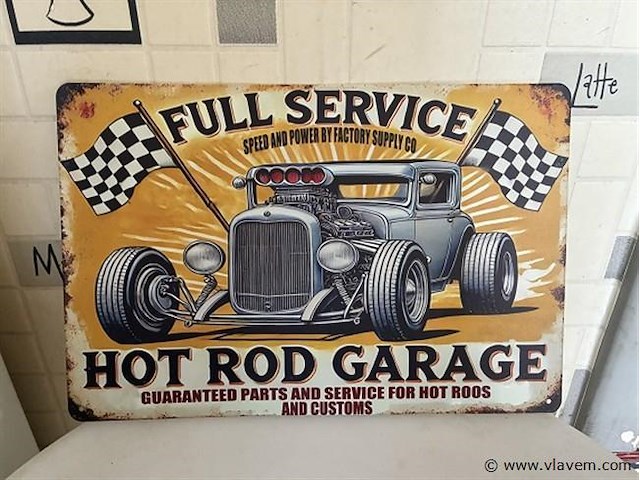 Latte
FULL SERVICE
SPEED AND POWER BY FACTORY SUPPLY CO
M
HOT ROD GARAGE
GUARANTEED PARTS AND SERVICE FOR HOT ROOS
AND CUSTOMS
© www.vlavem.com